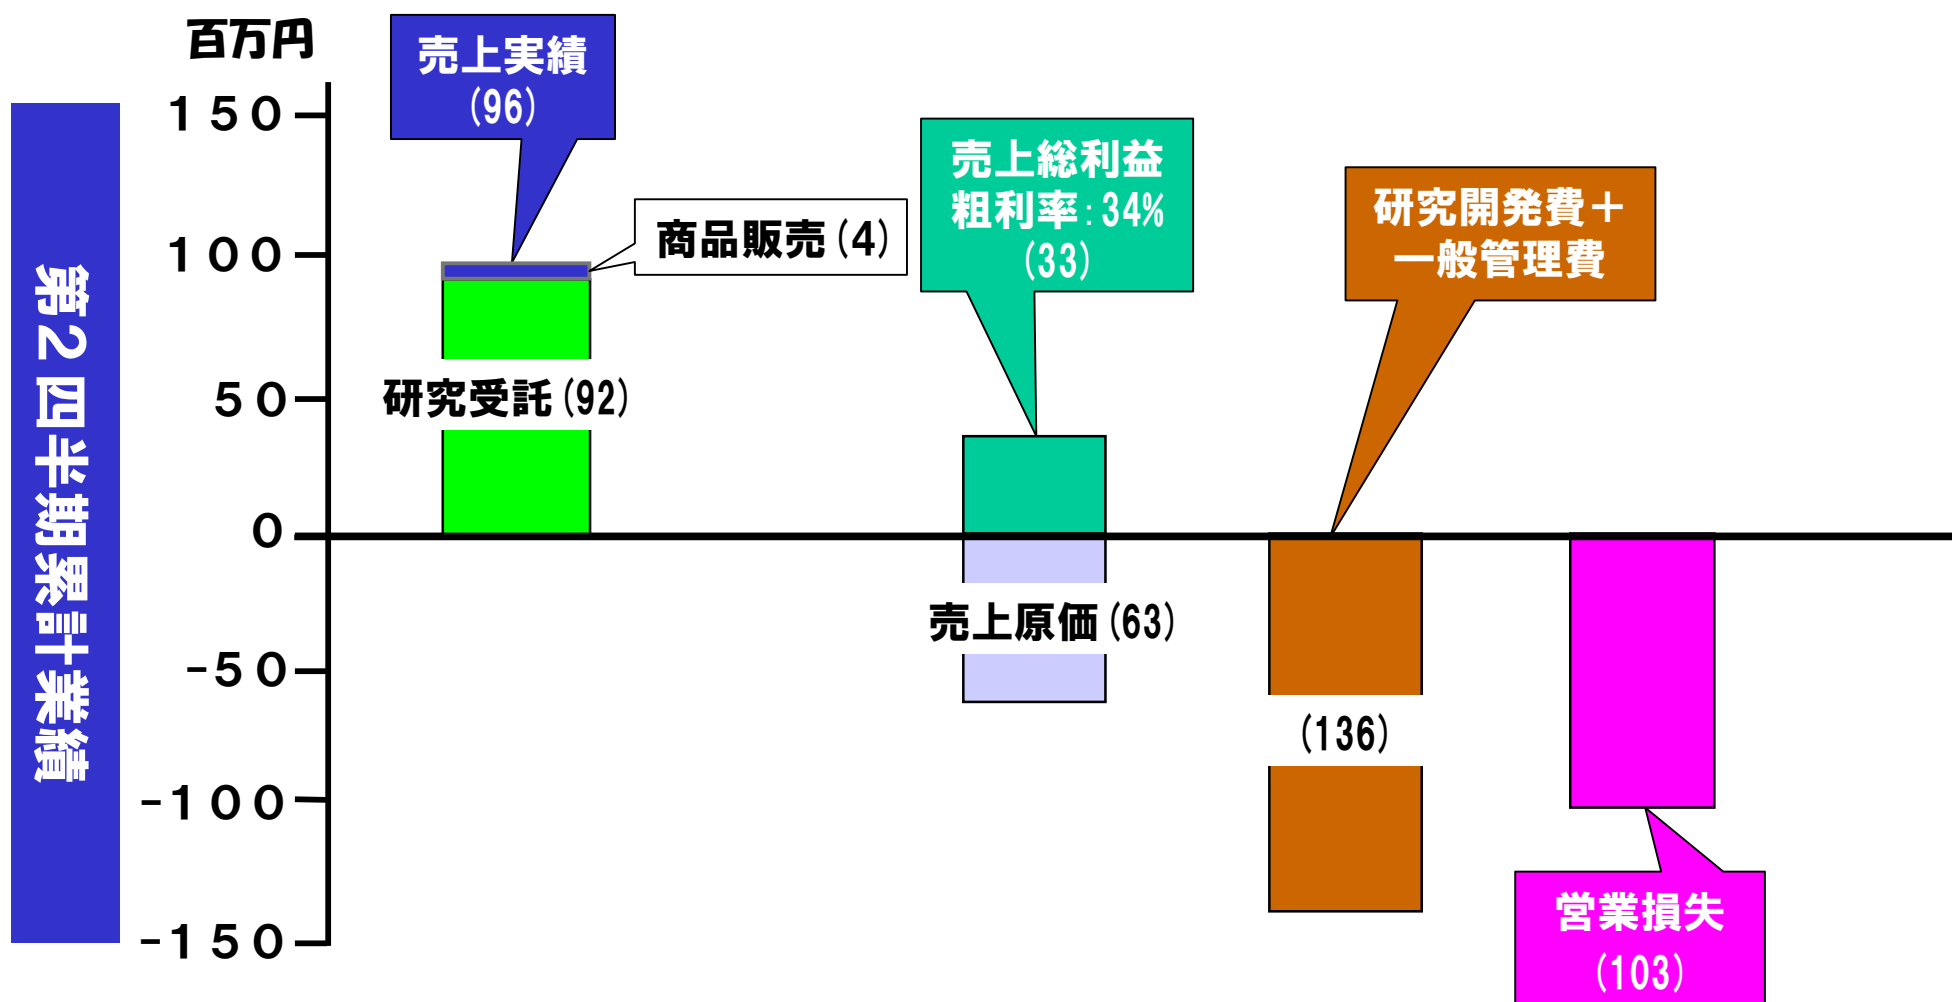 百万円
150
100
50
0
-50
-100
-150
第2四半期累計業績
売上実績
(96)
商品販売(4)
研究受託(92)
売上総利益
粗利率:34%
(33)
売上原価(63)
研究開発費+
一般管理費
(136)
営業損失
(103)